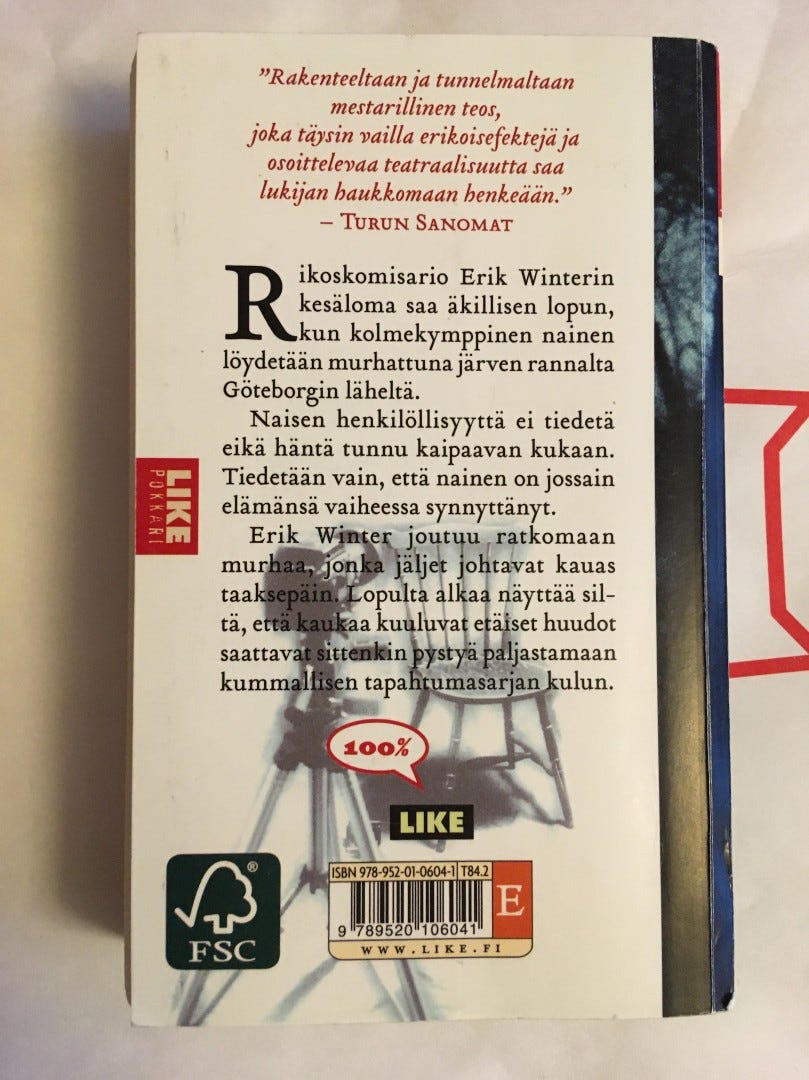 ”Rakenteeltaan ja tunnelmaltaan
mestarillinen teos,
joka täysin vailla erikoisefektejä ja
osoittelevaa teatraalisuutta saa
lukijan haukkomaan henkeään.”
– Turun Sanomat
Rikoskomisario Erik Winterin
kesäloma saa äkillisen lopun,
kun kolmekymppinen nainen
löydetään murhattuna järven rannalta
Göteborgin läheltä.
Naisen henkilöllisyyttä ei tiedetä
eikä häntä tunnu kaipaavan kukaan.
Tiedetään vain, että nainen on jossain
elämänsä vaiheessa synnyttänyt.
Erik Winter joutuu ratkomaan
murhaa, jonka jäljet johtavat kauas
taaksepäin. Lopulta alkaa näyttää sil-
tä, että kaukaa kuuluvat etäiset huudot
saattavat sittenkin pystyä paljastamaan
kummallisen tapahtumasarjan kulun.
LIKE
POKKARI
100%
LIKE
®
FSC
ISBN 978-952-01-0604-1 T84.2
E
9 789520 106041
WWW.LIKE.FI